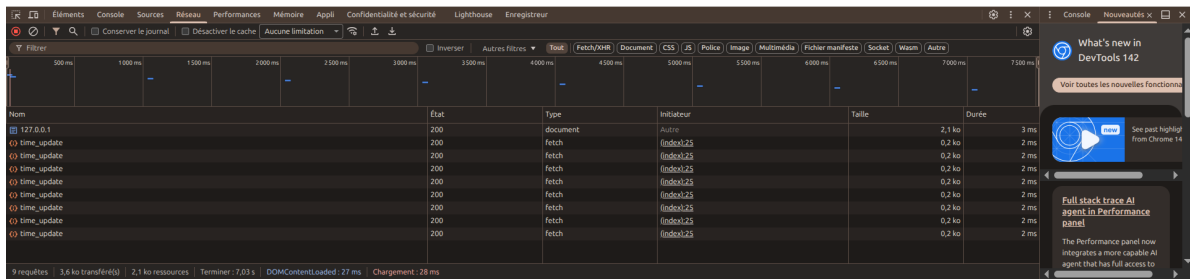 Éléments Console Sources Réseau Performances Mémoire Appli Confidentialité et sécurité Lighthouse Enregistreur
Console Nouveautés
Conserver le journal Désactiver le cache Aucune limitation
Filtrer Inverser Autres filtres Tout Fetch/XHR Document CSS JS Police Image Multimédia Fichier manifeste Socket Wasm Autre
500 ms 1000 ms 1500 ms 2000 ms 2500 ms 3000 ms 3500 ms 4000 ms 4500 ms 5000 ms 5500 ms 6000 ms 6500 ms 7000 ms 7500 ms
Nom État Type Initiateur Taille Durée
127.0.0.1 200 document Autre 2,1 ko 3 ms
time_update 200 fetch (index):25 0,2 ko 2 ms
time_update 200 fetch (index):25 0,2 ko 2 ms
time_update 200 fetch (index):25 0,2 ko 2 ms
time_update 200 fetch (index):25 0,2 ko 2 ms
time_update 200 fetch (index):25 0,2 ko 2 ms
time_update 200 fetch (index):25 0,2 ko 2 ms
time_update 200 fetch (index):25 0,2 ko 2 ms
time_update 200 fetch (index):25 0,2 ko 2 ms
9 requêtes 3,6 ko transféré(s) 2,1 ko ressources Terminer : 7,03 s DOMContentLoaded : 27 ms Chargement : 28 ms
What's new in
DevTools 142
Voir toutes les nouvelles fonctionna
new
See past highligh
from Chrome 14
Full stack trace AI
agent in Performance
panel
The Performance panel now
integrates a more capable AI
agent that has full access to